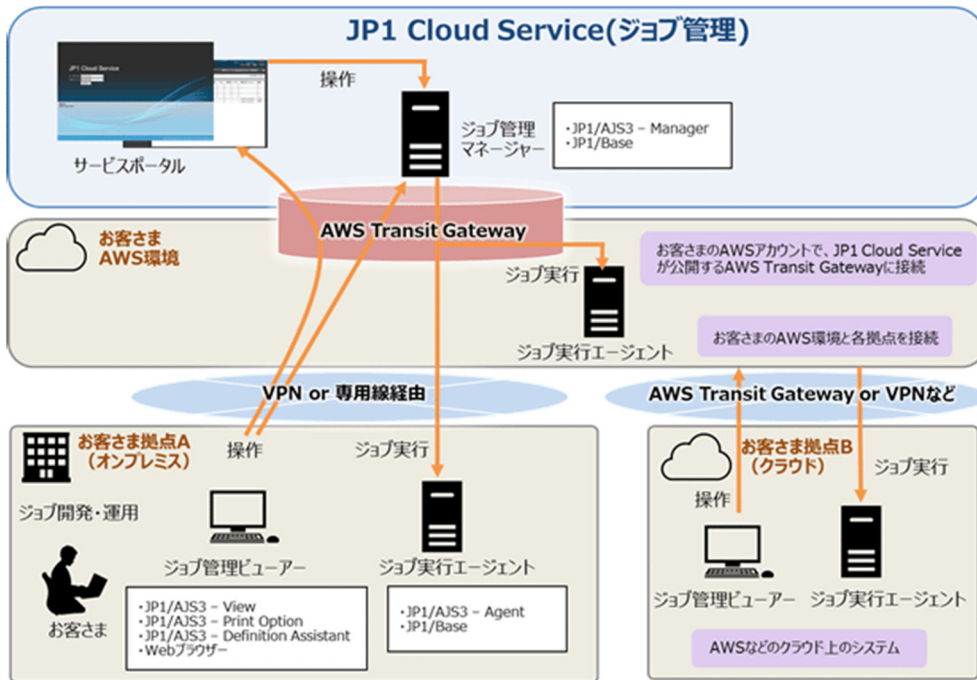 JP1 Cloud Service(ジョブ管理)
JP1 Cloud Service
操作
サービスポータル
ジョブ管理
マネージャー
・JP1/AJS3 – Manager
・JP1/Base
AWS Transit Gateway
お客さま
AWS環境
ジョブ実行
ジョブ実行エージェント
お客さまのAWSアカウントで、JP1 Cloud Service
が公開するAWS Transit Gatewayに接続
お客さまのAWS環境と各拠点を接続
VPN or 専用線経由
AWS Transit Gateway or VPNなど
お客さま拠点A
（オンプレミス）
操作
ジョブ実行
ジョブ開発・運用
お客さま
ジョブ管理ビューアー
・JP1/AJS3 – View
・JP1/AJS3 – Print Option
・JP1/AJS3 – Definition Assistant
・Webブラウザー
ジョブ実行エージェント
・JP1/AJS3 – Agent
・JP1/Base
お客さま拠点B
（クラウド）
操作
ジョブ実行
ジョブ管理ビューアー
ジョブ実行エージェント
AWSなどのクラウド上のシステム